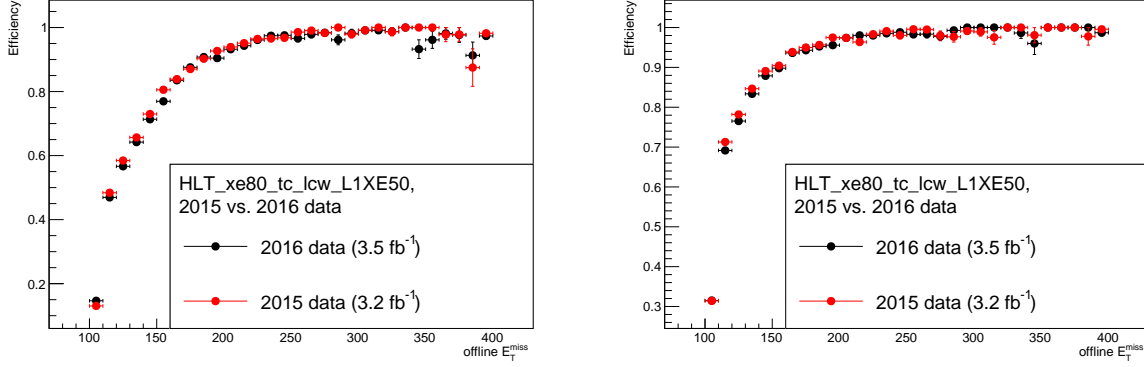 Efficiency
1
0.8
0.6
0.4
0.2
HLT_xe80_tc_lcw_L1XE50,
2015 vs. 2016 data
2016 data (3.5 fb⁻¹)
2015 data (3.2 fb⁻¹)
100 150 200 250 300 350 400
offline E_T^miss
Efficiency
1
0.9
0.8
0.7
0.6
0.5
0.4
0.3
HLT_xe80_tc_lcw_L1XE50,
2015 vs. 2016 data
2016 data (3.5 fb⁻¹)
2015 data (3.2 fb⁻¹)
100 150 200 250 300 350 400
offline E_T^miss